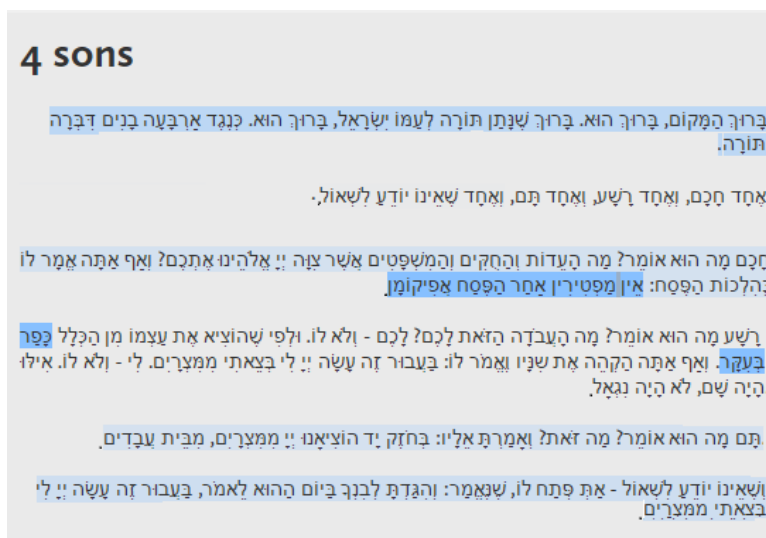 4 sons
בָּרוּךְ הַמָּקוֹם, בָּרוּךְ הוּא. בָּרוּךְ שֶׁנָּתַן תּוֹרָה לְעַמּוֹ יִשְׂרָאֵל, בָּרוּךְ הוּא. כְּנֶגֶד אַרְבָּעָה בָנִים דִּבְּרָה
תּוֹרָה.
אֶחָד חָכָם, וְאֶחָד רָשָׁע, וְאֶחָד תָּם, וְאֶחָד שֶׁאֵינוֹ יוֹדֵעַ לִשְׁאוֹל,.
חָכָם מָה הוּא אוֹמֵר? מַה הָעֵדוֹת וְהַחֻקִּים וְהַמִּשְׁפָּטִים אֲשֶׁר צִוָּה יְיָ אֱלֹהֵינוּ אֶתְכֶם? וְאַף אַתָּה אֱמָר לוֹ
כְּהִלְכוֹת הַפֶּסַח: אֵין מַפְטִירִין אַחַר הַפֶּסַח אֲפִיקוֹמָן.
רָשָׁע מָה הוּא אוֹמֵר? מָה הָעֲבֹדָה הַזֹּאת לָכֶם? לָכֶם - וְלֹא לוֹ. וּלְפִי שֶׁהוֹצִיא אֶת עַצְמוֹ מִן הַכְּלָל כָּפַר
בְּעִקָּר. וְאַף אַתָּה הַקְהֵה אֶת שִׁנָּיו וֶאֱמֹר לוֹ: בַּעֲבוּר זֶה עָשָׂה יְיָ לִי בְּצֵאתִי מִמִּצְרָיִם. לִי - וְלֹא לוֹ. אִילּוּ
הָיָה שָׁם, לֹא הָיָה נִגְאָל.
תָּם מָה הוּא אוֹמֵר? מַה זֹּאת? וְאָמַרְתָּ אֵלָיו: בְּחֹזֶק יָד הוֹצִיאָנוּ יְיָ מִמִּצְרַיִם, מִבֵּית עֲבָדִים.
וְשֶׁאֵינוֹ יוֹדֵעַ לִשְׁאוֹל - אַתְּ פְּתַח לוֹ, שֶׁנֶּאֱמַר: וְהִגַּדְתָּ לְבִנְךָ בַּיוֹם הַהוּא לֵאמֹר, בַּעֲבוּר זֶה עָשָׂה יְיָ לִי
בְּצֵאתִי מִמִּצְרָיִם.